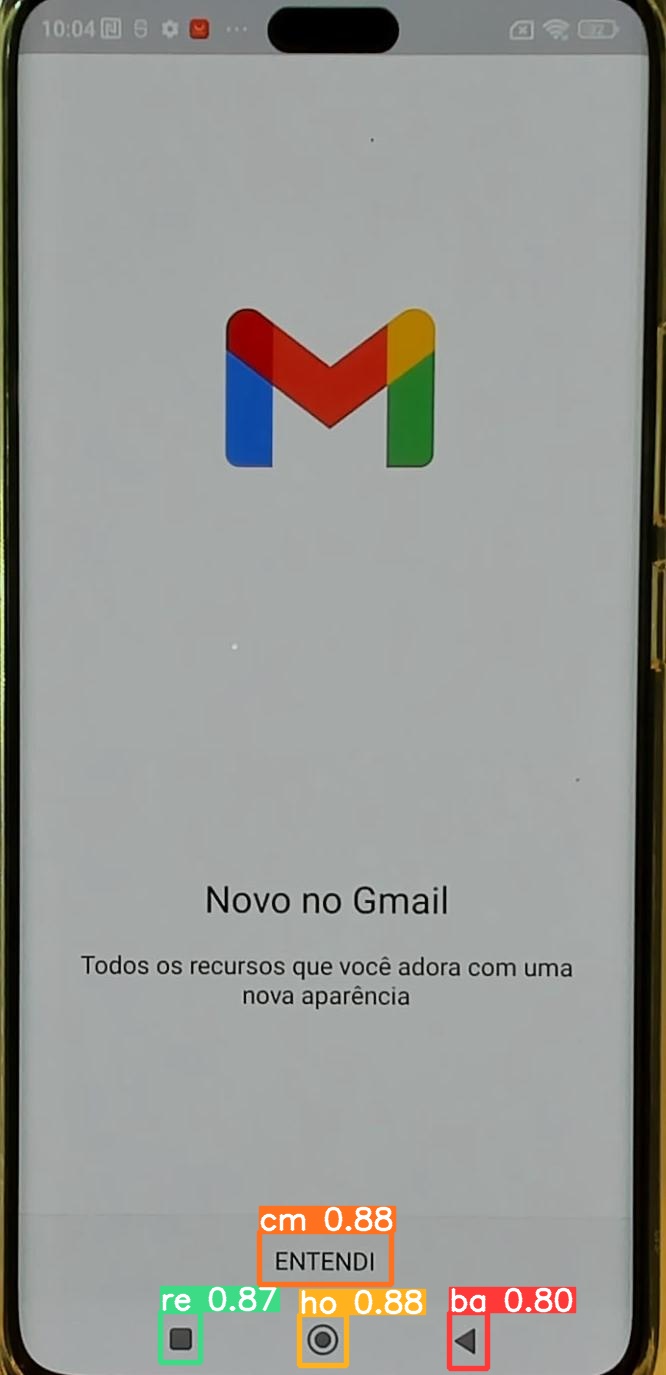 10:04
32
Novo no Gmail
Todos os recursos que você adora com uma
nova aparência
cm 0.88
ENTENDI
re 0.87
ho 0.88
ba 0.80